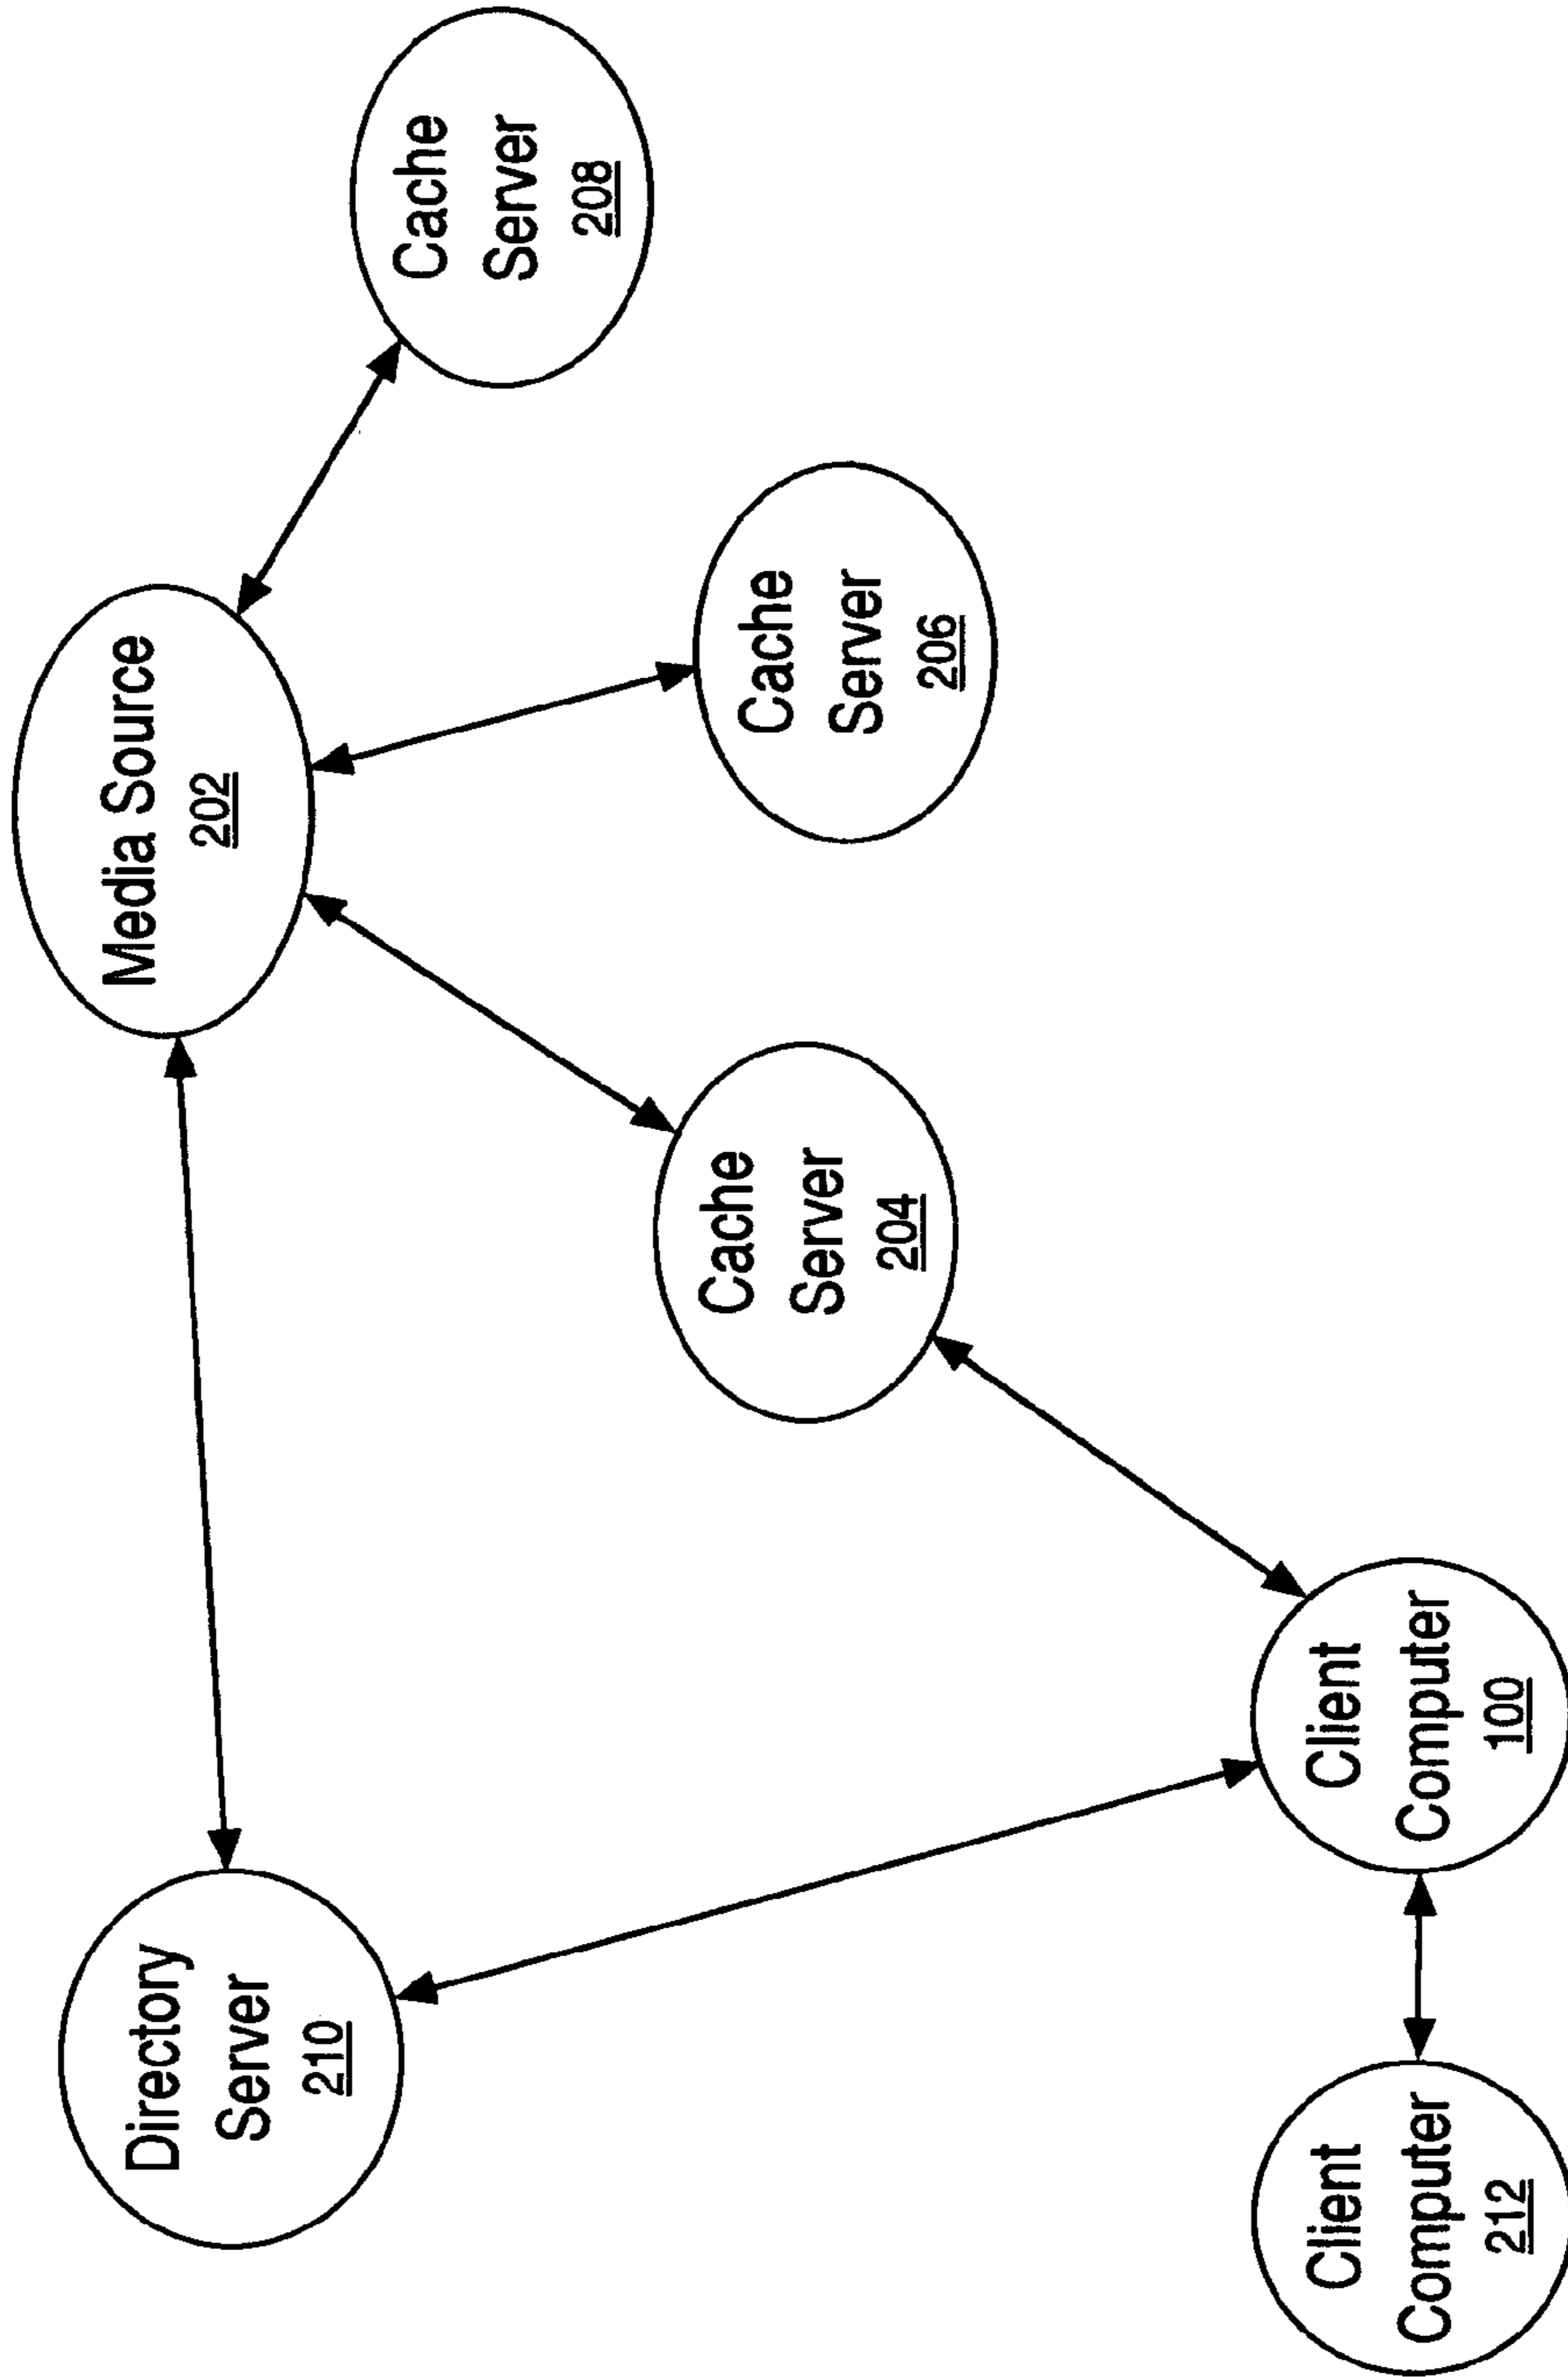 Directory
Server
210
Media Source
202
Cache
Server
208
Cache
Server
204
Cache
Server
206
Client
Computer
212
Client
Computer
100